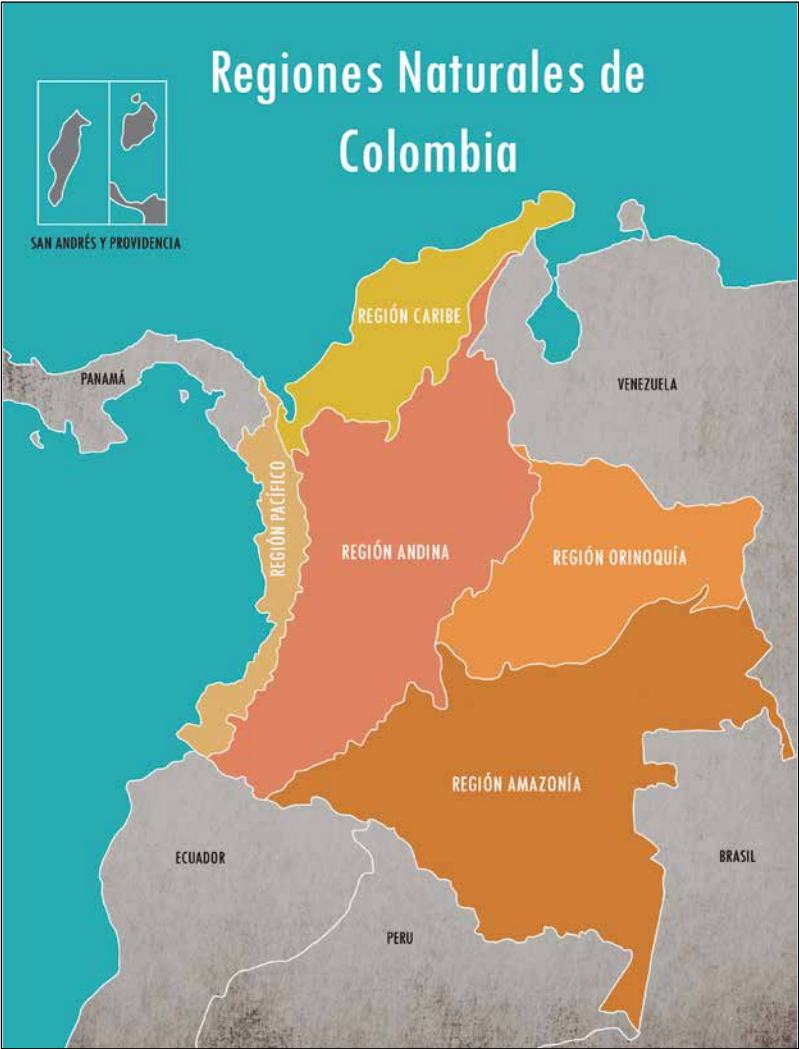 Regiones Naturales de
Colombia
SAN ANDRÉS Y PROVIDENCIA
REGIÓN CARIBE
PANAMÁ
VENEZUELA
REGIÓN PACÍFICO
REGIÓN ANDINA
REGIÓN ORINOQUÍA
REGIÓN AMAZONÍA
ECUADOR
BRASIL
PERU